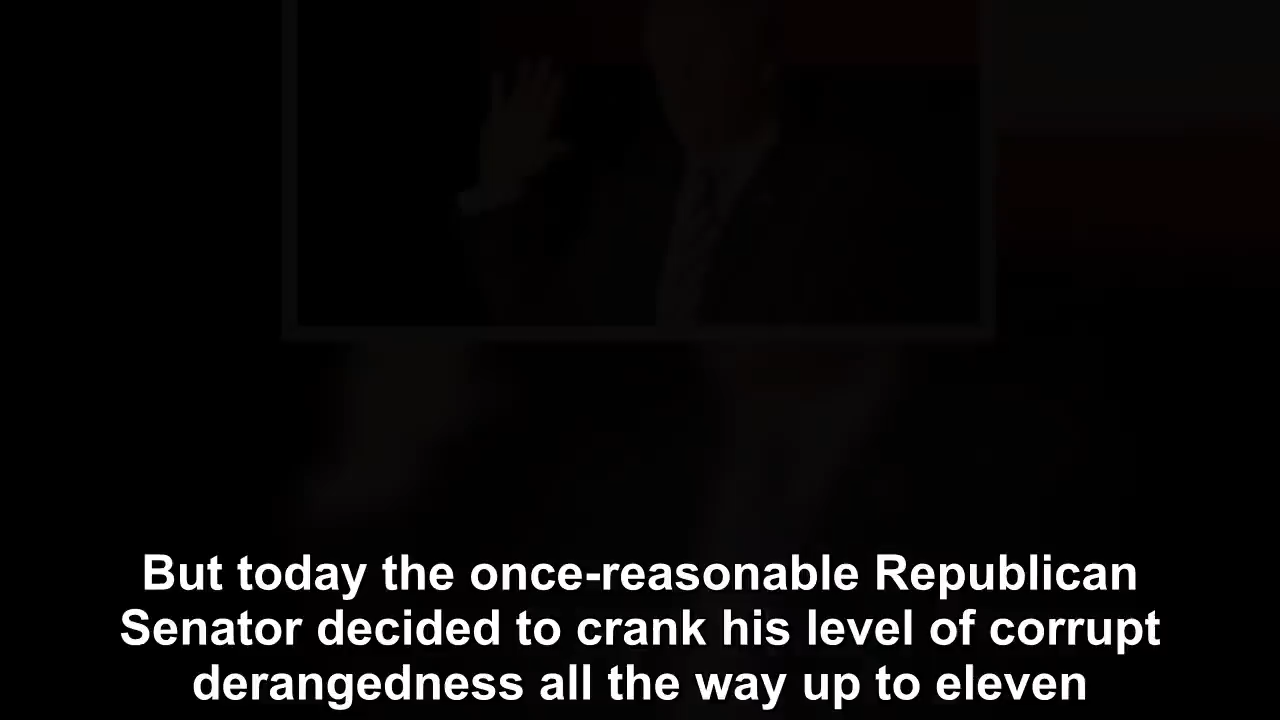 But today the once-reasonable Republican
Senator decided to crank his level of corrupt
derangedness all the way up to eleven